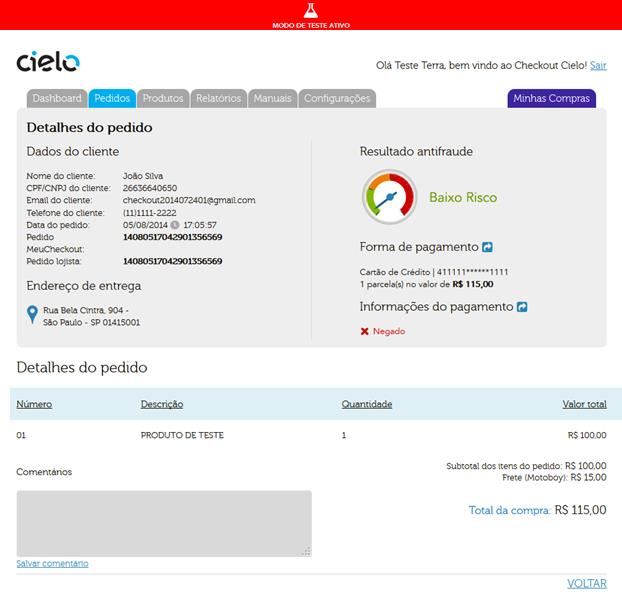 MODO DE TESTE ATIVO
cielo
Olá Teste Terra, bem vindo ao Checkout Cielo! Sair
Dashboard Pedidos Produtos Relatórios Manuais Configurações Minhas Compras
Detalhes do pedido
Dados do cliente
Nome do cliente: João Silva
CPF/CNPJ do cliente: 26636640650
Email do cliente: checkout2014072401@gmail.com
Telefone do cliente: (11)1111-2222
Data do pedido: 05/08/2014 17:05:57
Pedido 14080517042901356569
MeuCheckout:
Pedido lojista: 14080517042901356569
Endereço de entrega
Rua Bela Cintra, 904 -
São Paulo - SP 01415001
Resultado antifraude
Baixo Risco
Forma de pagamento
Cartão de Crédito | 411111******1111
1 parcela(s) no valor de R$ 115,00
Informações do pagamento
Negado
Detalhes do pedido
Número Descrição Quantidade Valor total
01 PRODUTO DE TESTE 1 R$ 100,00
Comentários
Subtotal dos itens do pedido: R$ 100,00
Frete (Motoboy): R$ 15,00
Total da compra: R$ 115,00
Salvar comentário
VOLTAR